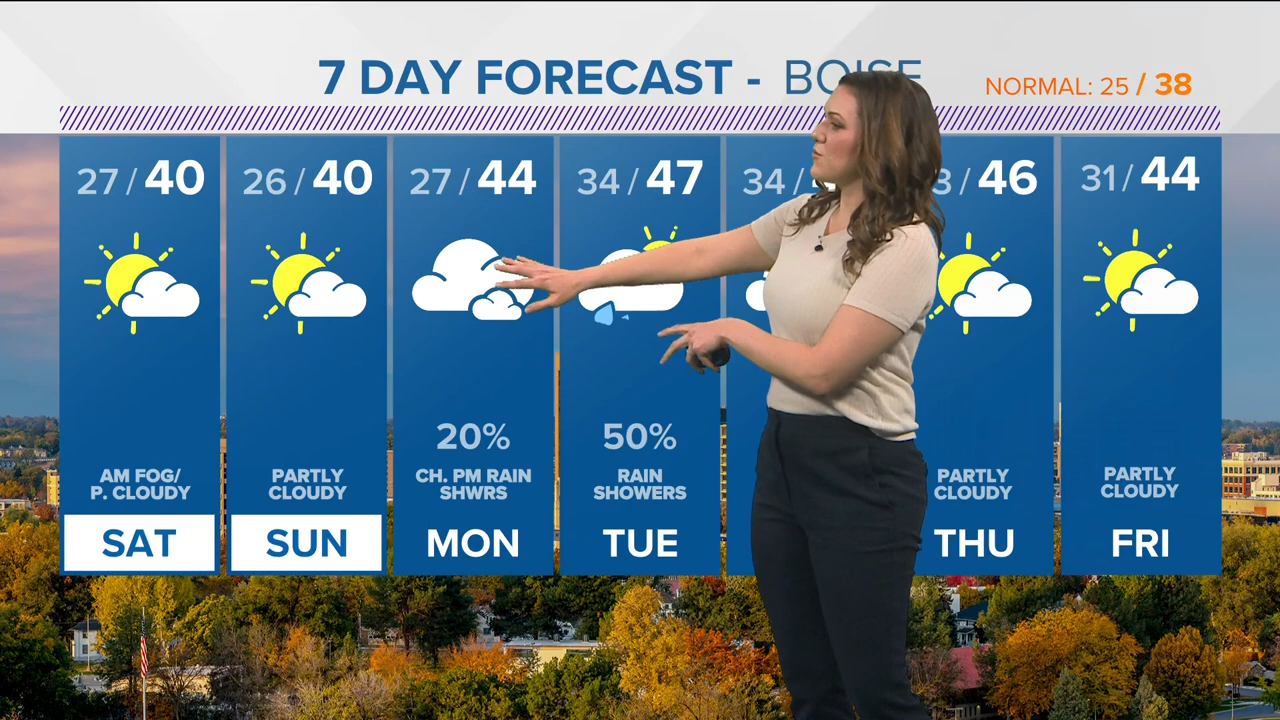 7 DAY FORECAST - BOISE
NORMAL: 25 / 38
27 / 40
26 / 40
27 / 44
34 / 47
34 /
3 / 46
31 / 44
20%
50%
AM FOG/
P. CLOUDY
PARTLY
CLOUDY
CH. PM RAIN
SHWRS
RAIN
SHOWERS
PARTLY
CLOUDY
PARTLY
CLOUDY
SAT
SUN
MON
TUE
THU
FRI